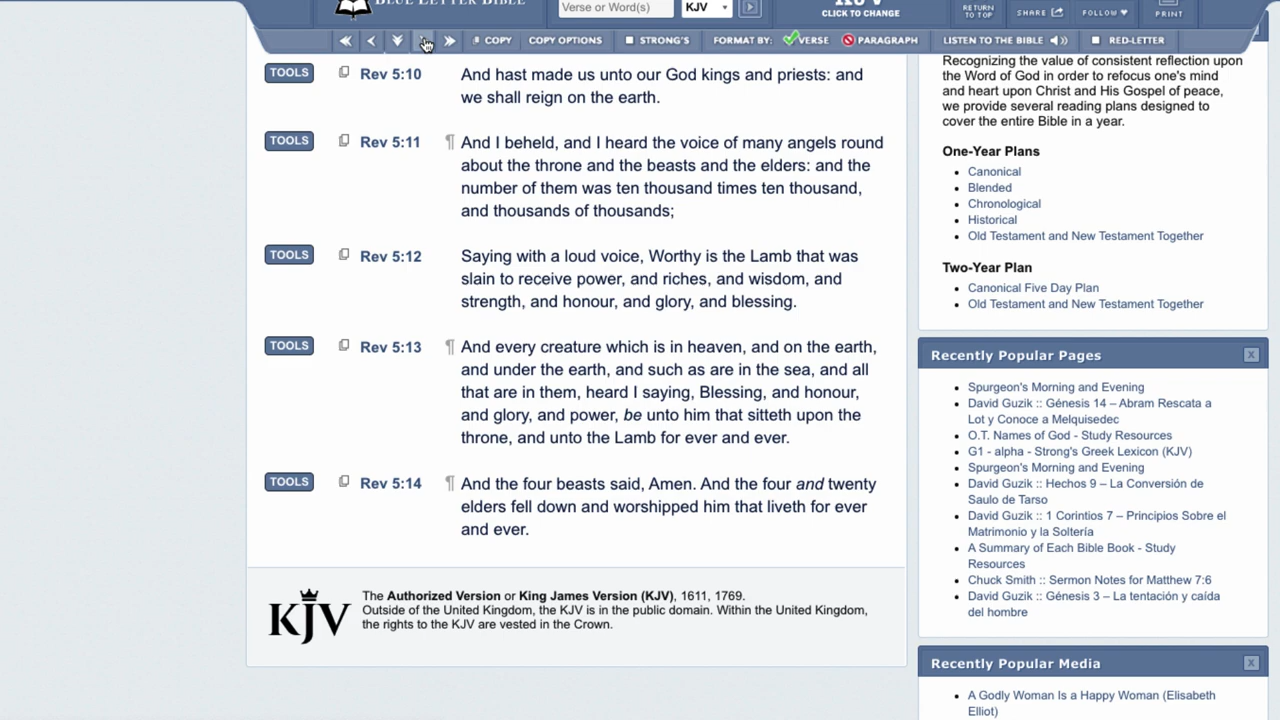 BLUE LETTER BIBLE
Verse or Word(s)
KJV
KJV
CLICK TO CHANGE
RETURN
TO TOP
SHARE
FOLLOW
PRINT
COPY
COPY OPTIONS
STRONG'S
FORMAT BY:
VERSE
PARAGRAPH
LISTEN TO THE BIBLE
RED-LETTER
TOOLS
Rev 5:10
And hast made us unto our God kings and priests: and
we shall reign on the earth.
TOOLS
Rev 5:11
¶ And I beheld, and I heard the voice of many angels round
about the throne and the beasts and the elders: and the
number of them was ten thousand times ten thousand,
and thousands of thousands;
TOOLS
Rev 5:12
Saying with a loud voice, Worthy is the Lamb that was
slain to receive power, and riches, and wisdom, and
strength, and honour, and glory, and blessing.
TOOLS
Rev 5:13
¶ And every creature which is in heaven, and on the earth,
and under the earth, and such as are in the sea, and all
that are in them, heard I saying, Blessing, and honour,
and glory, and power, be unto him that sitteth upon the
throne, and unto the Lamb for ever and ever.
TOOLS
Rev 5:14
¶ And the four beasts said, Amen. And the four and twenty
elders fell down and worshipped him that liveth for ever
and ever.
KJV
The Authorized Version or King James Version (KJV), 1611, 1769.
Outside of the United Kingdom, the KJV is in the public domain. Within the United Kingdom,
the rights to the KJV are vested in the Crown.
Recognizing the value of consistent reflection upon
the Word of God in order to refocus one's mind
and heart upon Christ and His Gospel of peace,
we provide several reading plans designed to
cover the entire Bible in a year.
One-Year Plans
• Canonical
• Blended
• Chronological
• Historical
• Old Testament and New Testament Together
Two-Year Plan
• Canonical Five Day Plan
• Old Testament and New Testament Together
Recently Popular Pages
X
• Spurgeon's Morning and Evening
• David Guzik :: Génesis 14 – Abram Rescata a
Lot y Conoce a Melquisedec
• O.T. Names of God - Study Resources
• G1 - alpha - Strong's Greek Lexicon (KJV)
• Spurgeon's Morning and Evening
• David Guzik :: Hechos 9 – La Conversión de
Saulo de Tarso
• David Guzik :: 1 Corintios 7 – Principios Sobre el
Matrimonio y la Soltería
• A Summary of Each Bible Book - Study
Resources
• Chuck Smith :: Sermon Notes for Matthew 7:6
• David Guzik :: Génesis 3 – La tentación y caída
del hombre
Recently Popular Media
X
• A Godly Woman Is a Happy Woman (Elisabeth
Elliot)